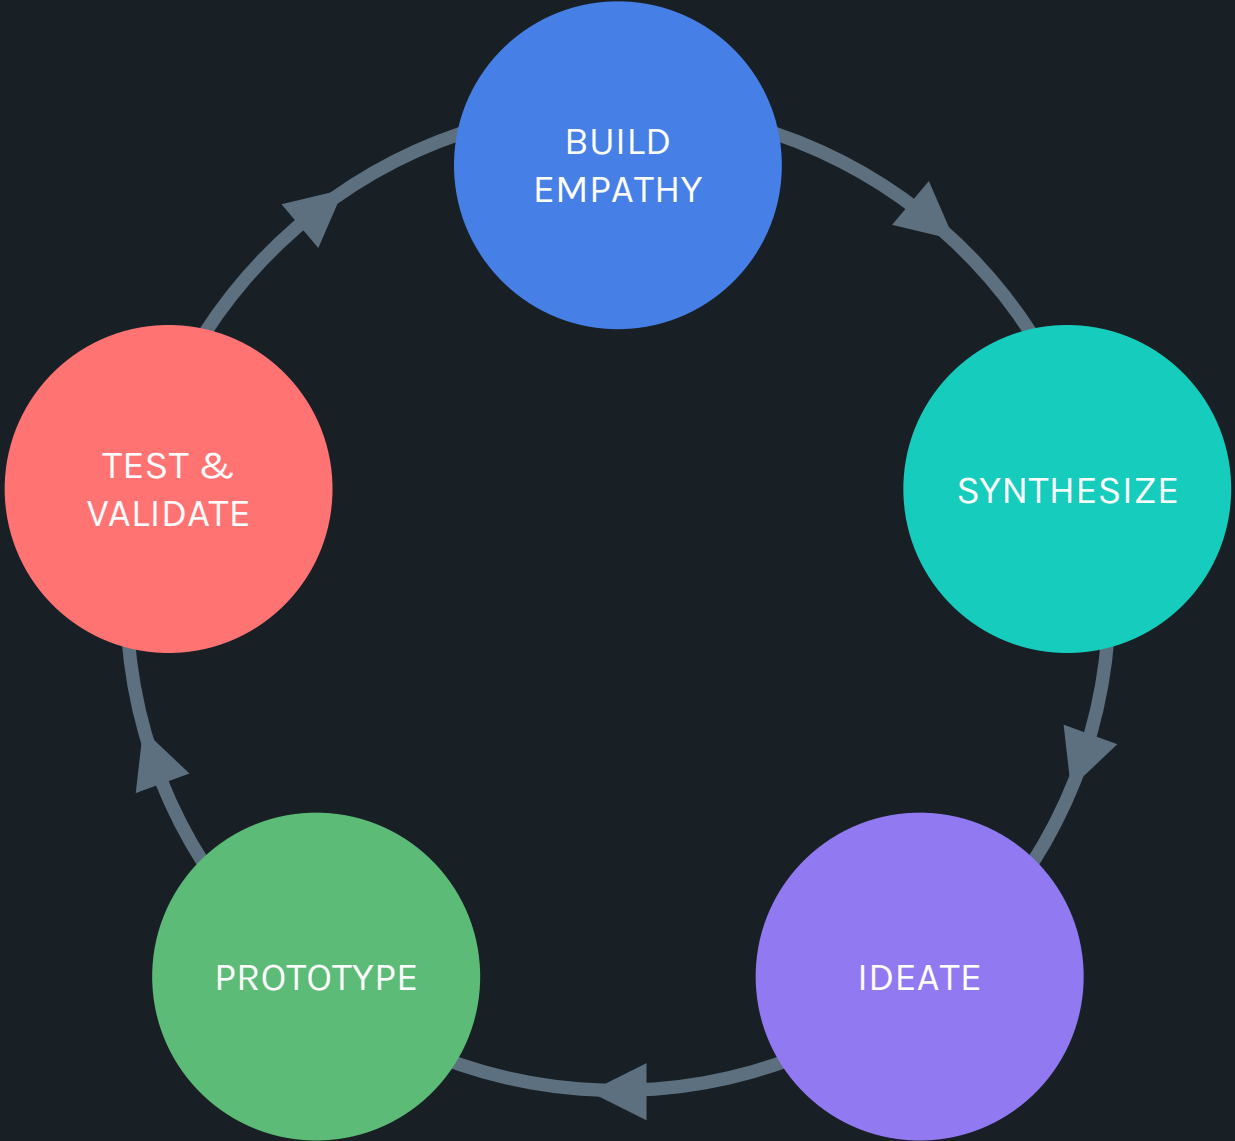 BUILD
EMPATHY
SYNTHESIZE
IDEATE
PROTOTYPE
TEST &
VALIDATE